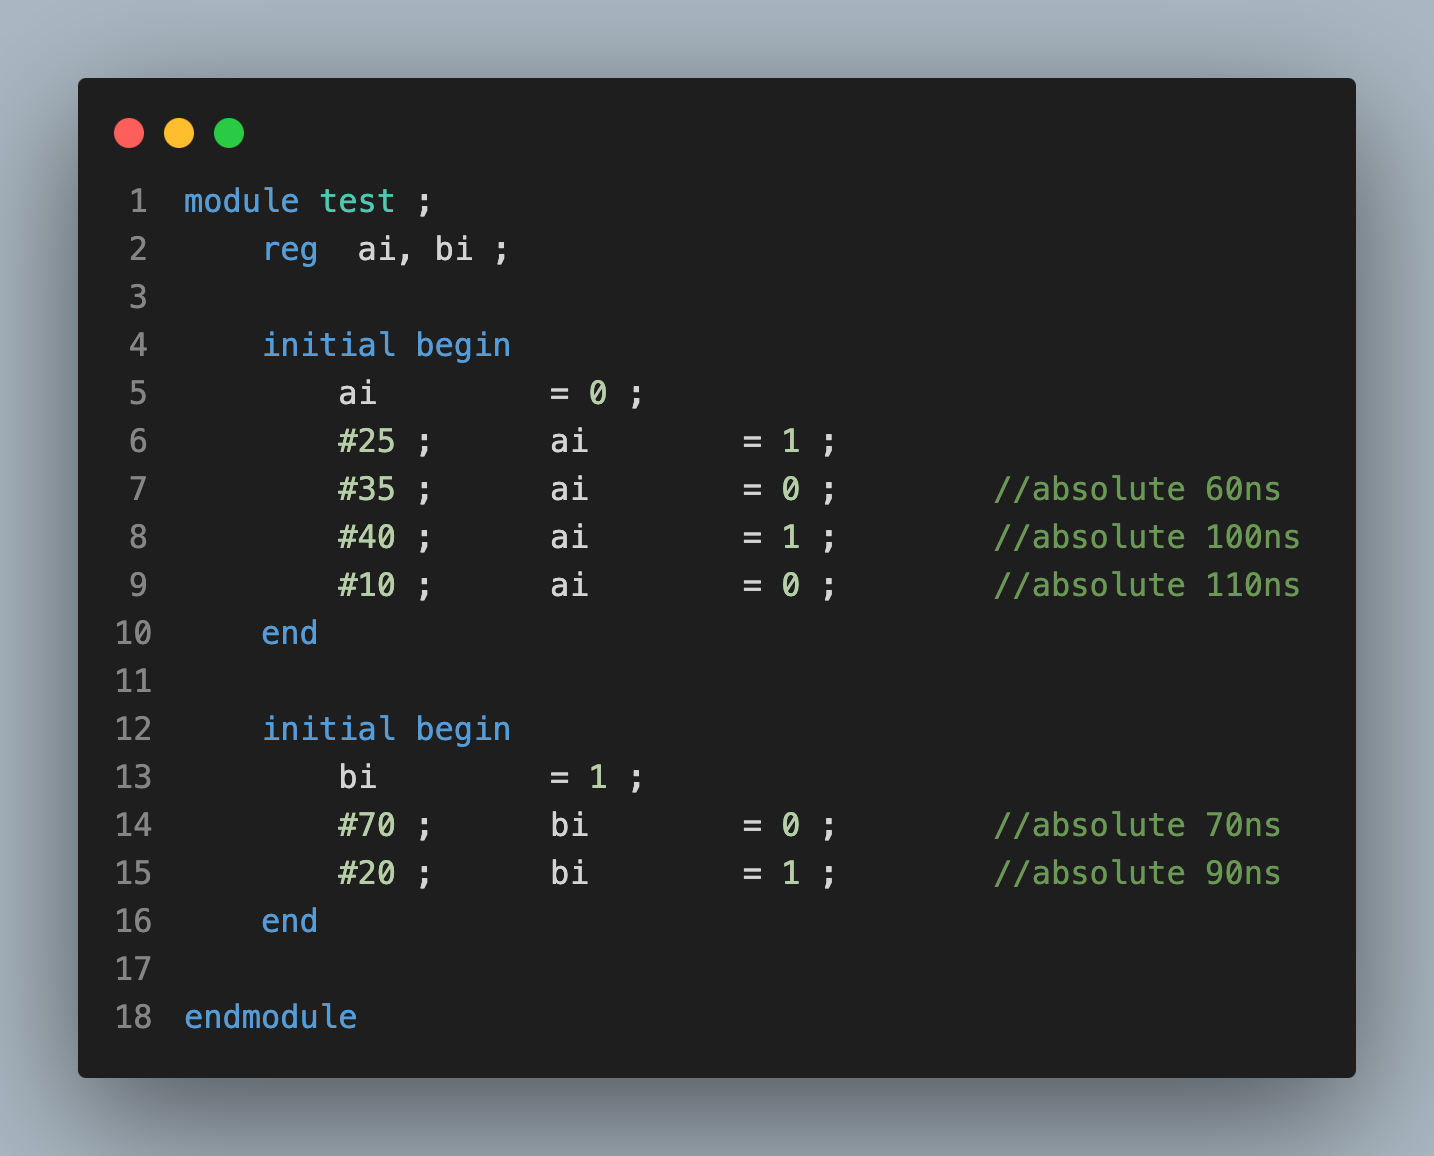 1 module test ;
2     reg  ai, bi ;
3
4     initial begin
5         ai         = 0 ;
6         #25 ;      ai        = 1 ;
7         #35 ;      ai        = 0 ;        //absolute 60ns
8         #40 ;      ai        = 1 ;        //absolute 100ns
9         #10 ;      ai        = 0 ;        //absolute 110ns
10     end
11
12     initial begin
13         bi         = 1 ;
14         #70 ;      bi        = 0 ;        //absolute 70ns
15         #20 ;      bi        = 1 ;        //absolute 90ns
16     end
17
18 endmodule